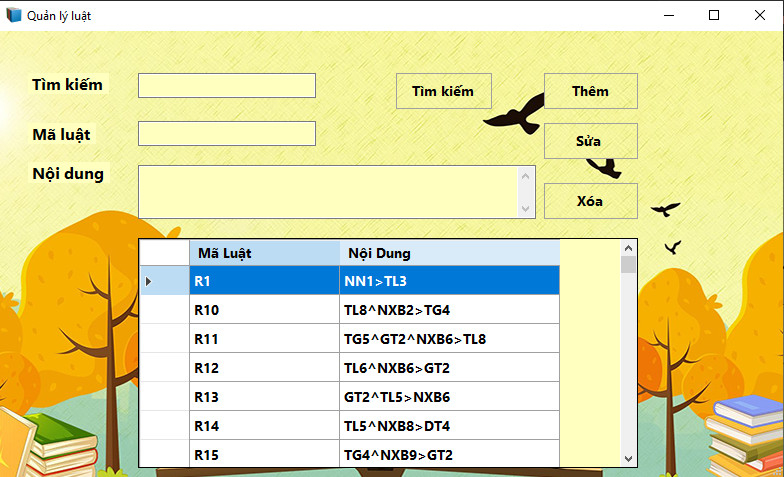 Quản lý luật
Tìm kiếm
Tìm kiếm
Thêm
Mã luật
Sửa
Nội dung
Xóa
Mã Luật Nội Dung
R1 NN1>TL3
R10 TL8^NXB2>TG4
R11 TG5^GT2^NXB6>TL8
R12 TL6^NXB6>GT2
R13 GT2^TL5>NXB6
R14 TL5^NXB8>DT4
R15 TG4^NXB9>GT2